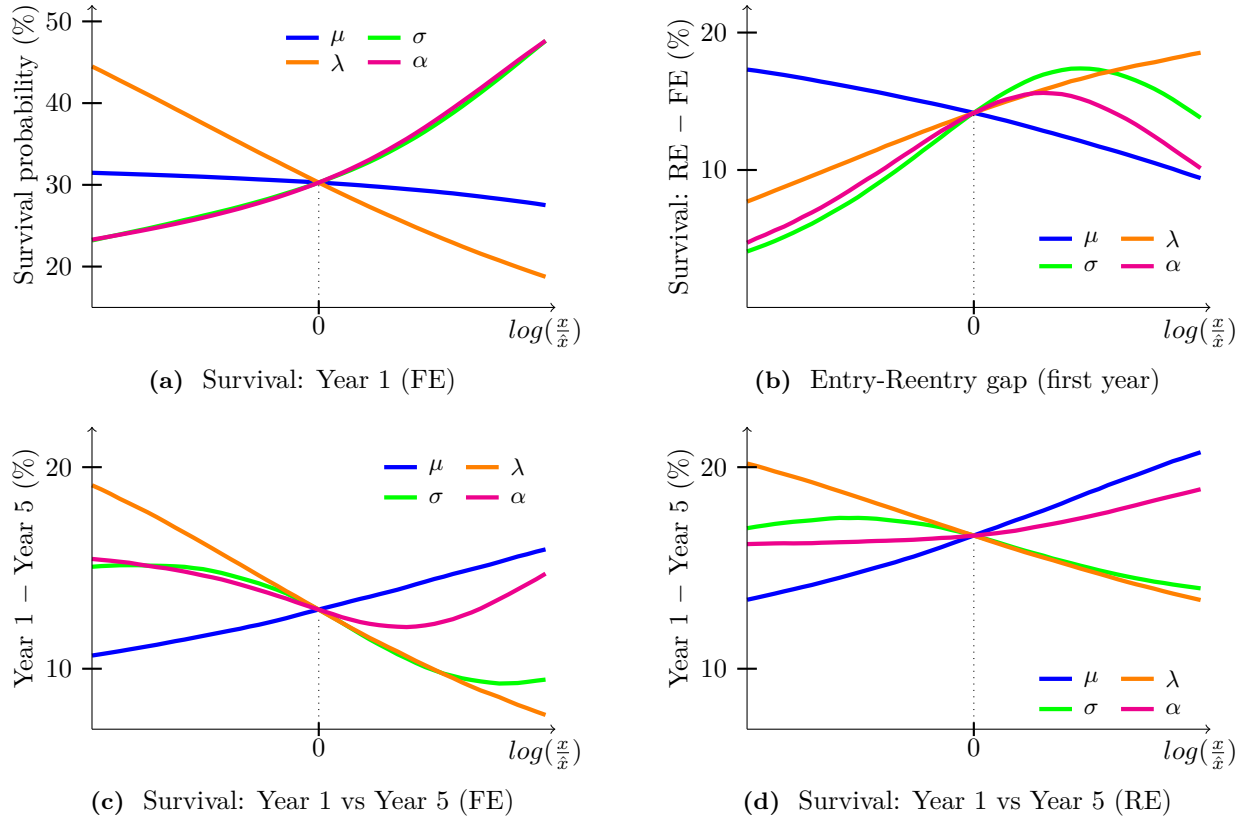 Survival probability (%)
50
40
30
20
μ σ
λ α
0
log(x/x̂)
(a) Survival: Year 1 (FE)
Survival: RE − FE (%)
20
10
μ λ
σ α
0
log(x/x̂)
(b) Entry-Reentry gap (first year)
Year 1 − Year 5 (%)
20
10
μ λ
σ α
0
log(x/x̂)
(c) Survival: Year 1 vs Year 5 (FE)
Year 1 − Year 5 (%)
20
10
μ λ
σ α
0
log(x/x̂)
(d) Survival: Year 1 vs Year 5 (RE)